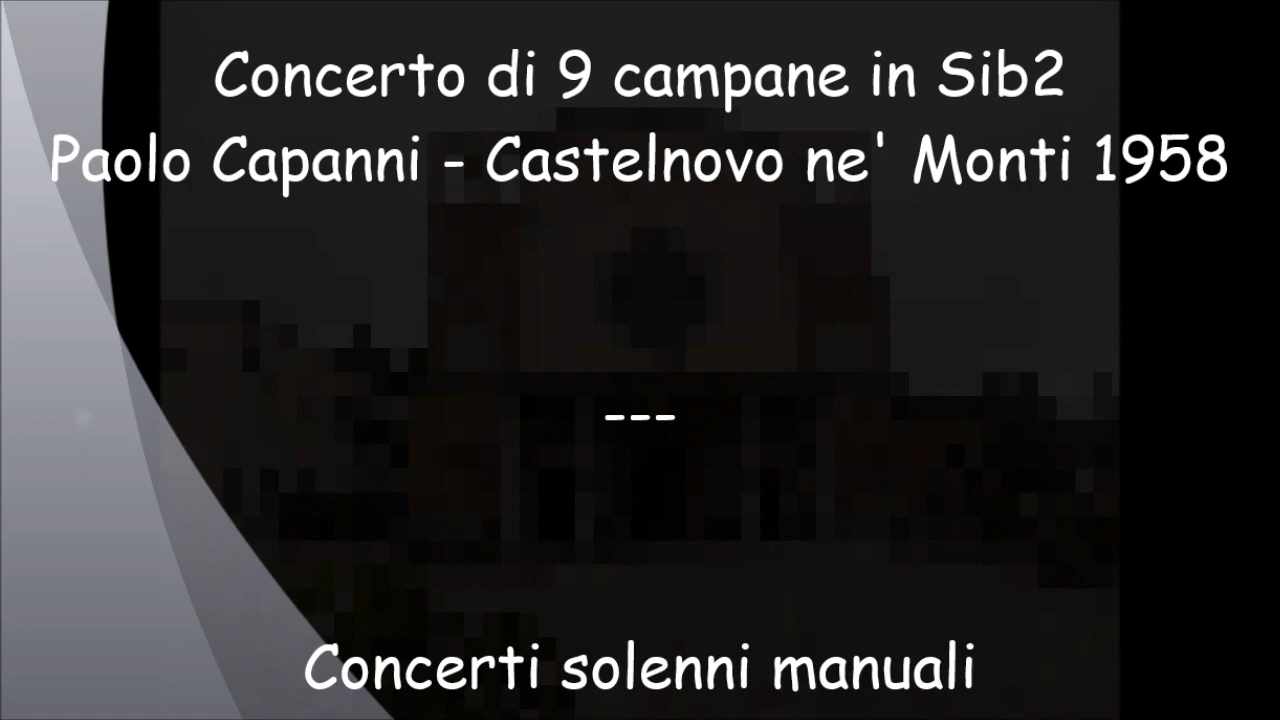 Concerto di 9 campane in Sib2
Paolo Capanni - Castelnovo ne' Monti 1958
---
Concerti solenni manuali